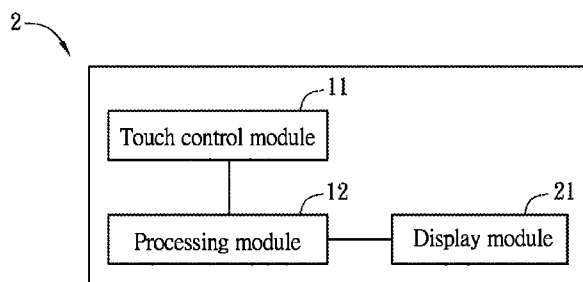 2
11
Touch control module
12
21
Processing module
Display module